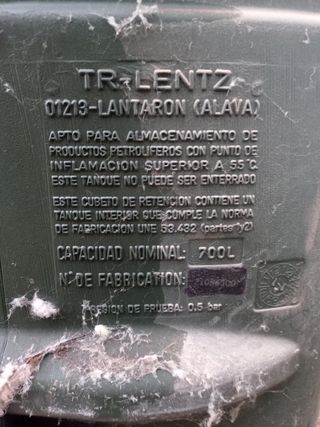 TR-LENTZ
01213-LANTARON (ALAVA)
APTO PARA ALMACENAMIENTO DE
PRODUCTOS PETROLIFEROS CON PUNTO DE
INFLAMACION SUPERIOR A 55°C
ESTE TANQUE NO PUEDE SER ENTERRADO
ESTE CUBETO DE RETENCION CONTIENE UN
TANQUE INTERIOR QUE CUMPLE LA NORMA
DE FABRICACION UNE 53.432 (partes 1y2)
CAPACIDAD NOMINAL: 700L
Nº DE FABRICACION:
PRESION DE PRUEBA: 0.5 bar